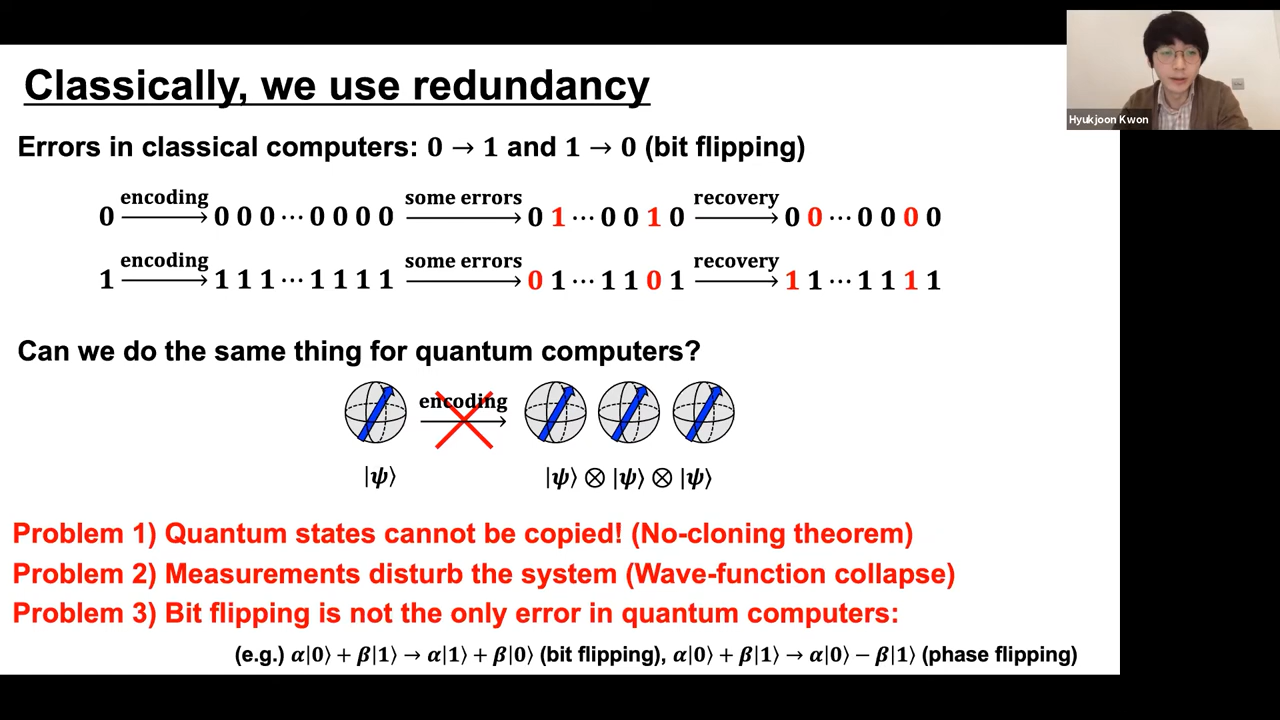 Classically, we use redundancy
Hyukjoon Kwon
Errors in classical computers: 0 → 1 and 1 → 0 (bit flipping)
0 encoding 0 0 0 ⋯ 0 0 0 0 some errors 0 1 ⋯ 0 0 1 0 recovery 0 0 ⋯ 0 0 0 0
1 encoding 1 1 1 ⋯ 1 1 1 1 some errors 0 1 ⋯ 1 1 0 1 recovery 1 1 ⋯ 1 1 1 1
Can we do the same thing for quantum computers?
encoding
|ψ⟩ |ψ⟩ ⊗ |ψ⟩ ⊗ |ψ⟩
Problem 1) Quantum states cannot be copied! (No-cloning theorem)
Problem 2) Measurements disturb the system (Wave-function collapse)
Problem 3) Bit flipping is not the only error in quantum computers:
(e.g.) α|0⟩ + β|1⟩ → α|1⟩ + β|0⟩ (bit flipping), α|0⟩ + β|1⟩ → α|0⟩ − β|1⟩ (phase flipping)